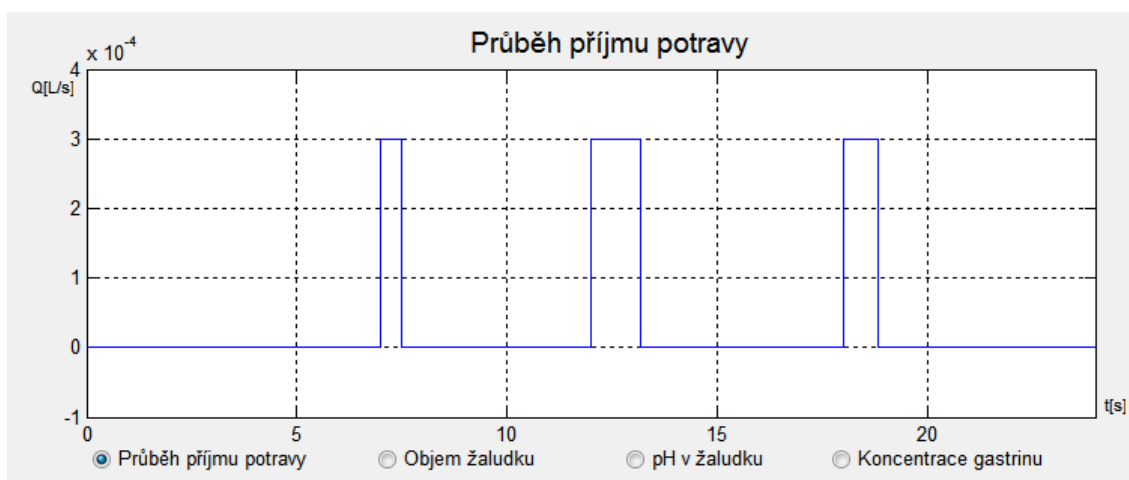 Průběh příjmu potravy
x 10^-4
Q[L/s]
4
3
2
1
0
-1
0 5 10 15 20
t[s]
Průběh příjmu potravy Objem žaludku pH v žaludku Koncentrace gastrinu